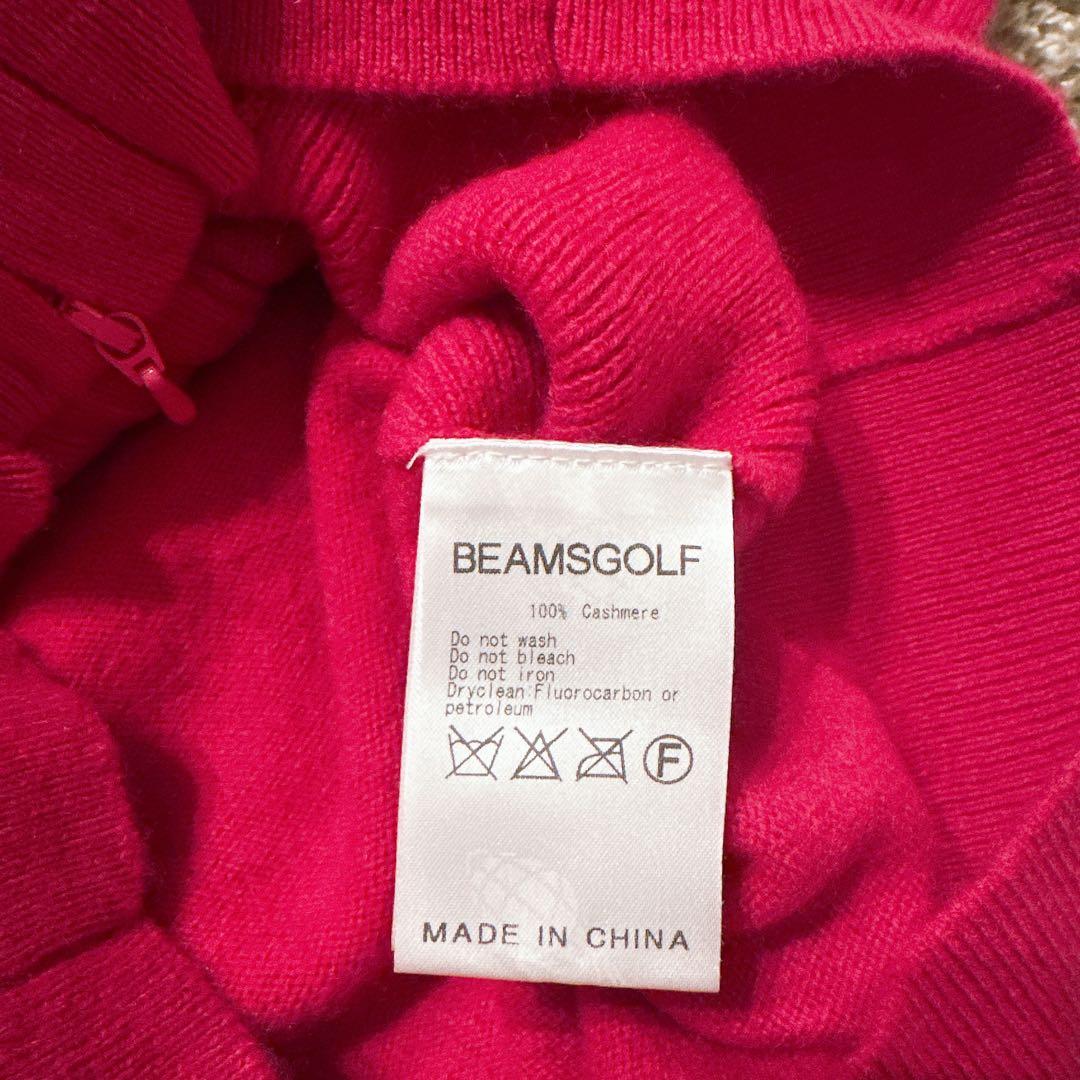 BEAMSGOLF
100% Cashmere
Do not wash
Do not bleach
Do not iron
Dryclean:Fluorocarbon or
petroleum
F
MADE IN CHINA